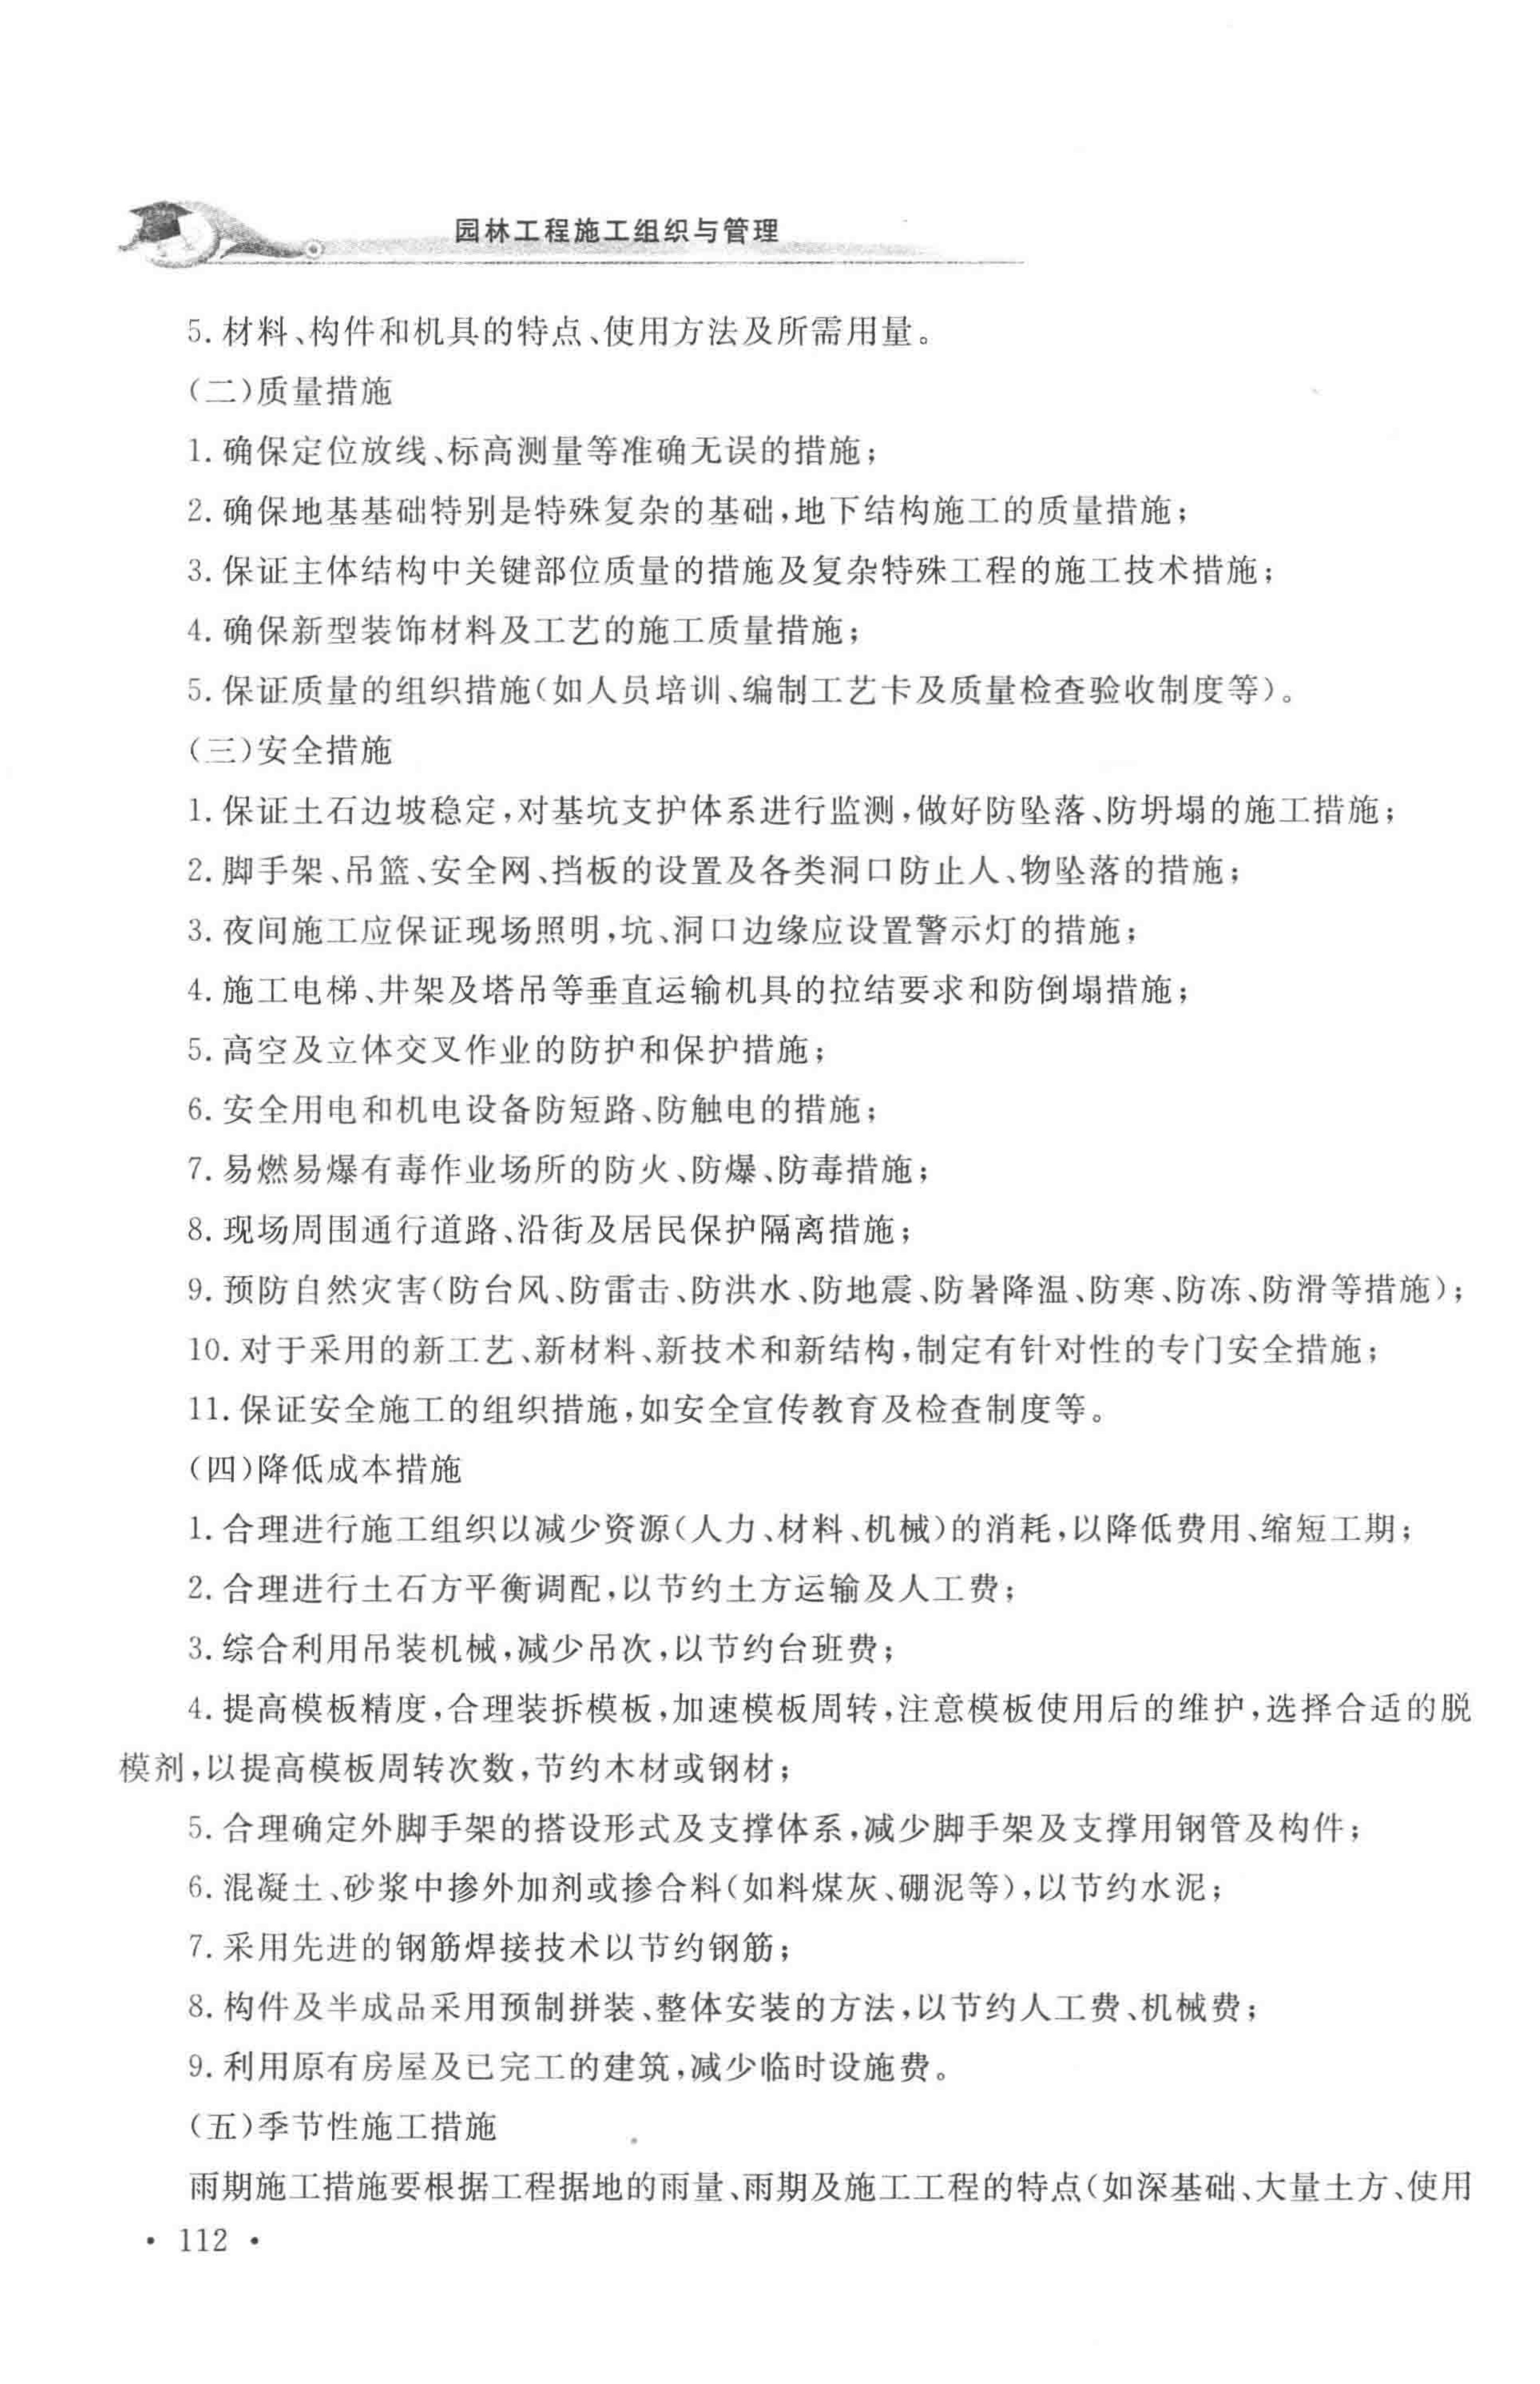 园林工程施工组织与管理
5. 材料、构件和机具的特点、使用方法及所需用量。
(二)质量措施
1. 确保定位放线、标高测量等准确无误的措施；
2. 确保地基基础特别是特殊复杂的基础，地下结构施工的质量措施；
3. 保证主体结构中关键部位质量的措施及复杂特殊工程的施工技术措施；
4. 确保新型装饰材料及工艺的施工质量措施；
5. 保证质量的组织措施(如人员培训、编制工艺卡及质量检查验收制度等)。
(三)安全措施
1. 保证土石边坡稳定，对基坑支护体系进行监测，做好防坠落、防坍塌的施工措施；
2. 脚手架、吊篮、安全网、挡板的设置及各类洞口防止人、物坠落的措施；
3. 夜间施工应保证现场照明，坑、洞口边缘应设置警示灯的措施；
4. 施工电梯、井架及塔吊等垂直运输机具的拉结要求和防倒塌措施；
5. 高空及立体交叉作业的防护和保护措施；
6. 安全用电和机电设备防短路、防触电的措施；
7. 易燃易爆有毒作业场所的防火、防爆、防毒措施；
8. 现场周围通行道路、沿街及居民保护隔离措施；
9. 预防自然灾害(防台风、防雷击、防洪水、防地震、防暑降温、防寒、防冻、防滑等措施)；
10. 对于采用的新工艺、新材料、新技术和新结构，制定有针对性的专门安全措施；
11. 保证安全施工的组织措施，如安全宣传教育及检查制度等。
(四)降低成本措施
1. 合理进行施工组织以减少资源(人力、材料、机械)的消耗，以降低费用、缩短工期；
2. 合理进行土石方平衡调配，以节约土方运输及人工费；
3. 综合利用吊装机械，减少吊次，以节约台班费；
4. 提高模板精度，合理装拆模板，加速模板周转，注意模板使用后的维护，选择合适的脱
模剂，以提高模板周转次数，节约木材或钢材；
5. 合理确定外脚手架的搭设形式及支撑体系，减少脚手架及支撑用钢管及构件；
6. 混凝土、砂浆中掺外加剂或掺合料(如料煤灰、硼泥等)，以节约水泥；
7. 采用先进的钢筋焊接技术以节约钢筋；
8. 构件及半成品采用预制拼装、整体安装的方法，以节约人工费、机械费；
9. 利用原有房屋及已完工的建筑，减少临时设施费。
(五)季节性施工措施
雨期施工措施要根据工程据地的雨量、雨期及施工工程的特点(如深基础、大量土方、使用
· 112 ·